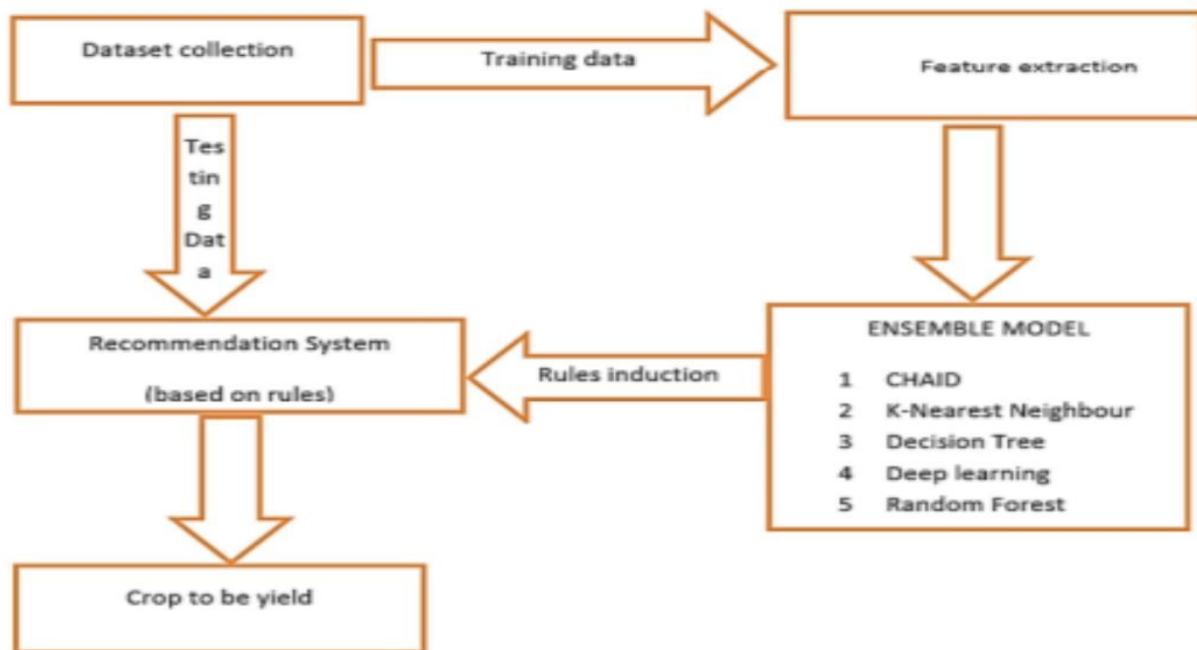 Dataset collection
Training data
Feature extraction
Tes
tin
g
Dat
a
Recommendation System
(based on rules)
Rules induction
ENSEMBLE MODEL
1 CHAID
2 K-Nearest Neighbour
3 Decision Tree
4 Deep learning
5 Random Forest
Crop to be yield